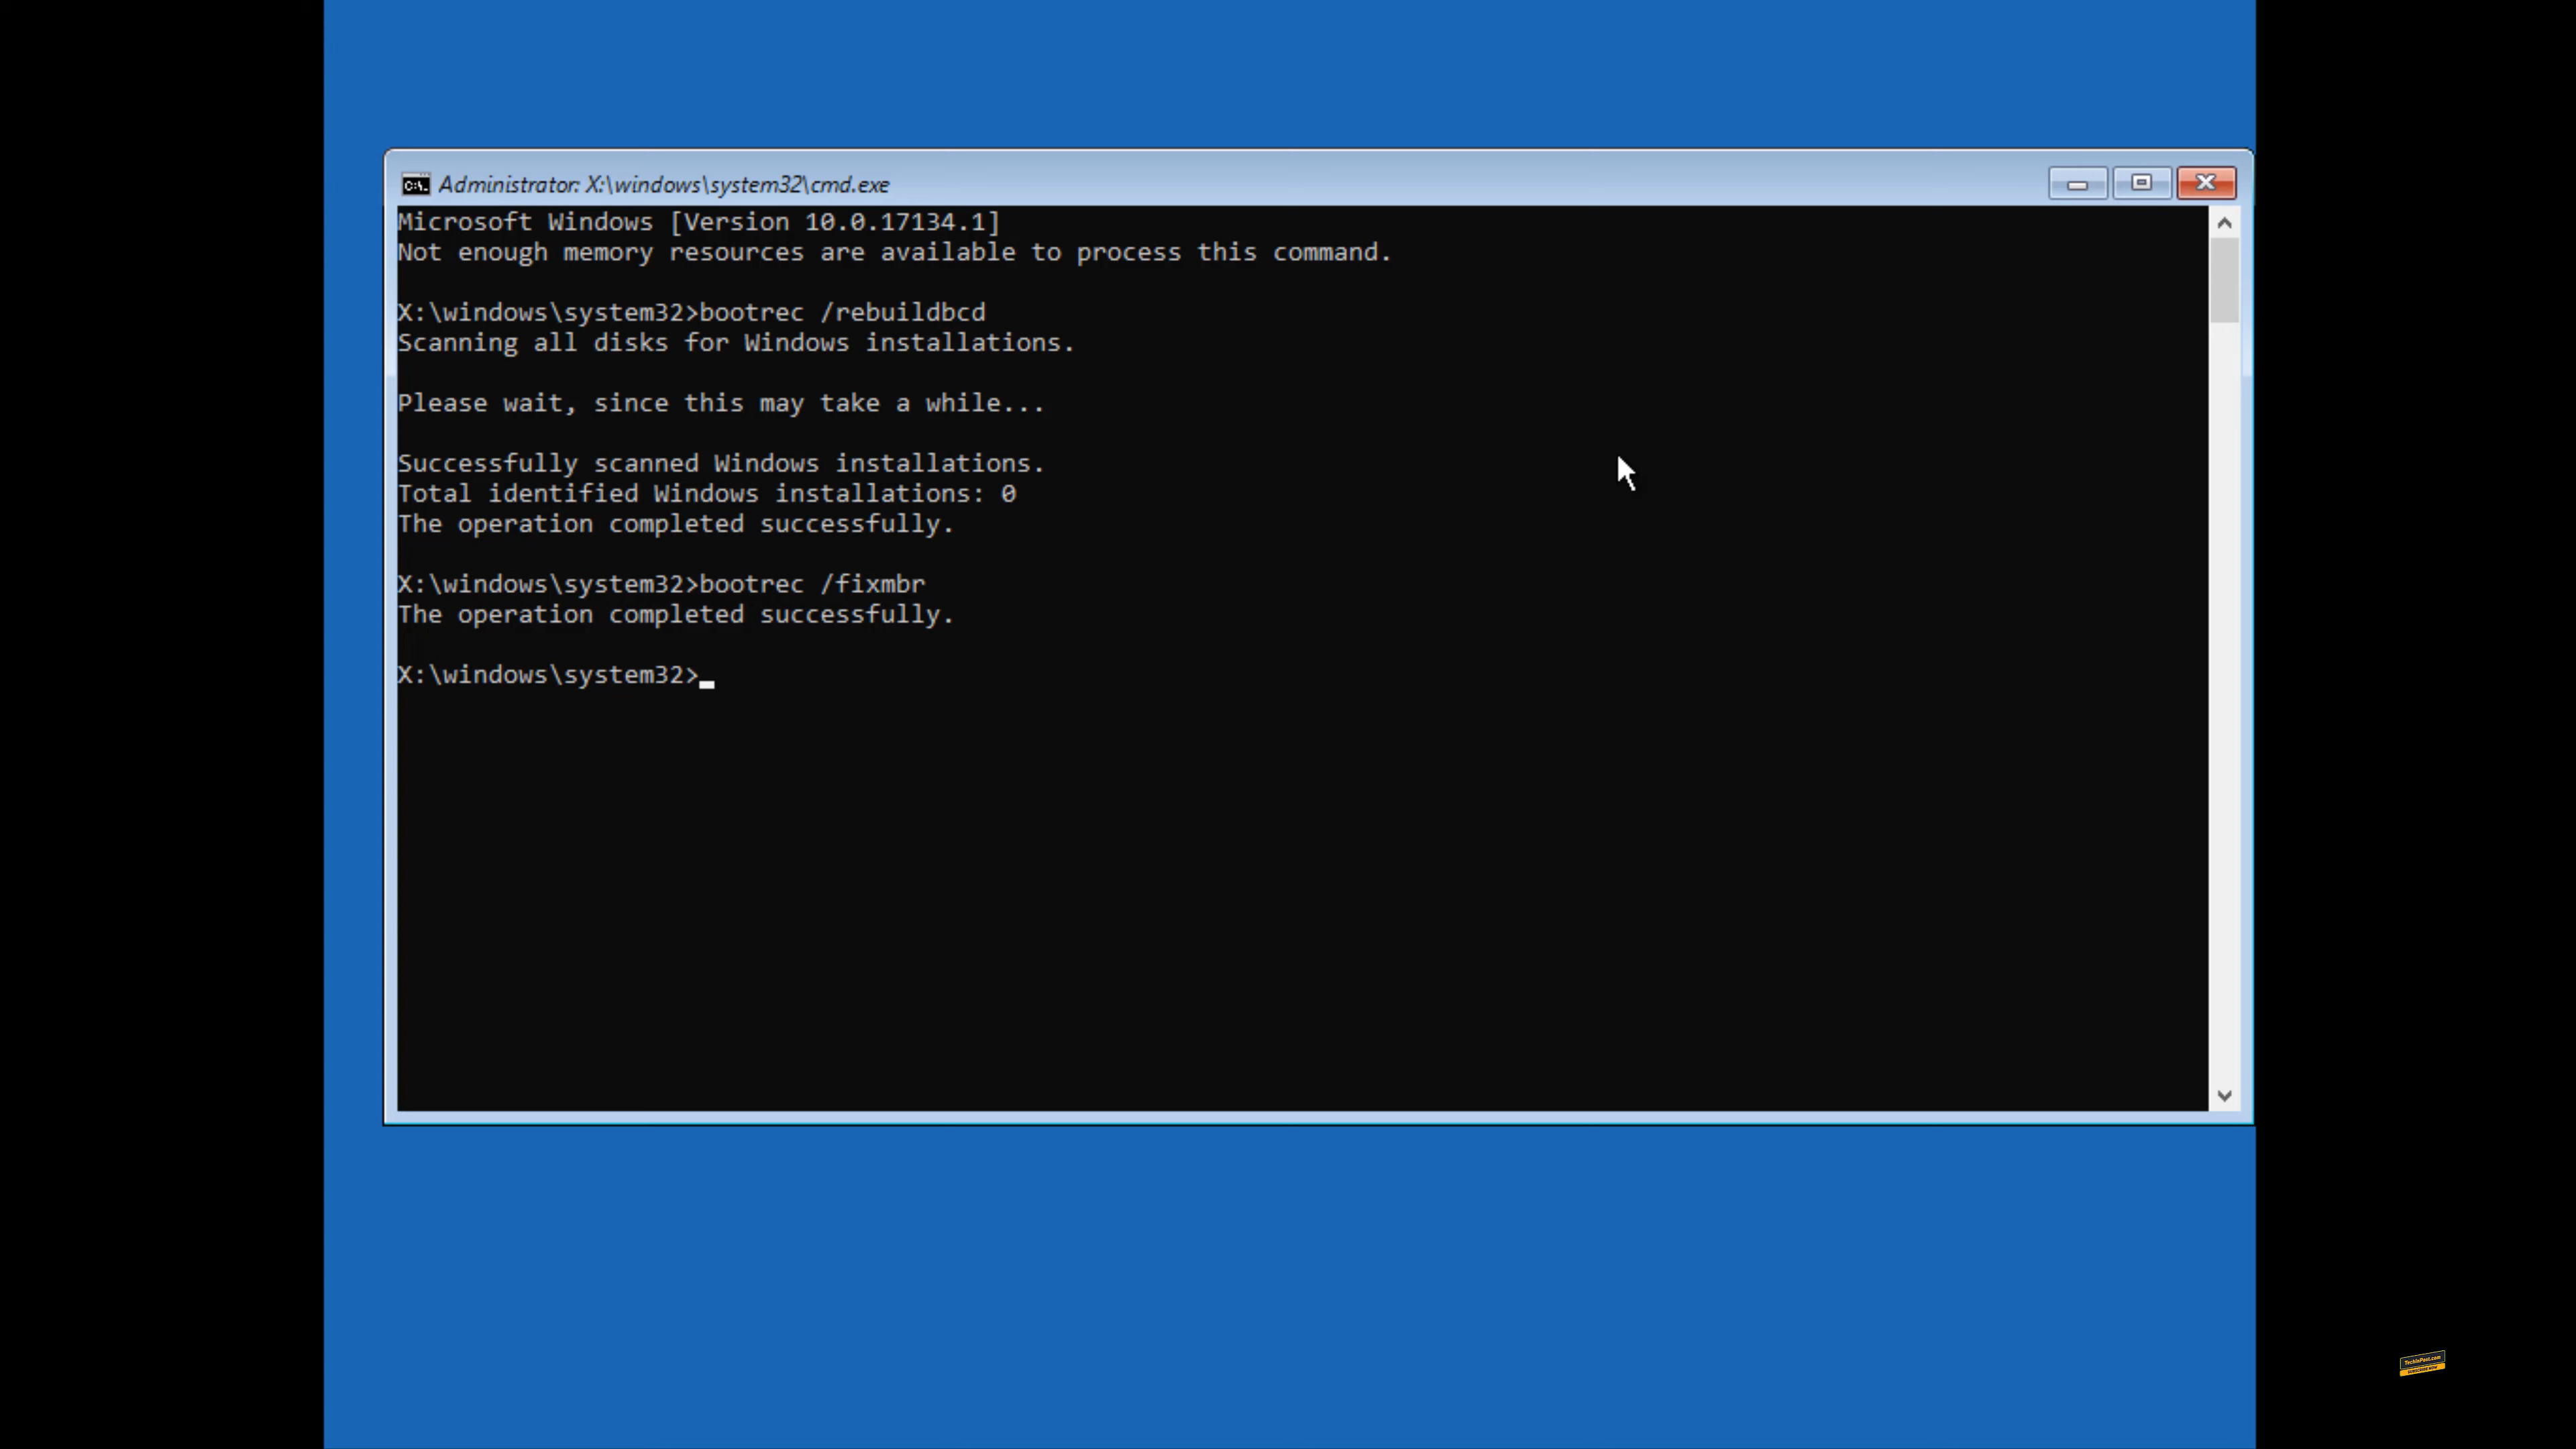 Administrator: X:\windows\system32\cmd.exe
Microsoft Windows [Version 10.0.17134.1]
Not enough memory resources are available to process this command.
X:\windows\system32>bootrec /rebuildbcd
Scanning all disks for Windows installations.
Please wait, since this may take a while...
Successfully scanned Windows installations.
Total identified Windows installations: 0
The operation completed successfully.
X:\windows\system32>bootrec /fixmbr
The operation completed successfully.
X:\windows\system32>